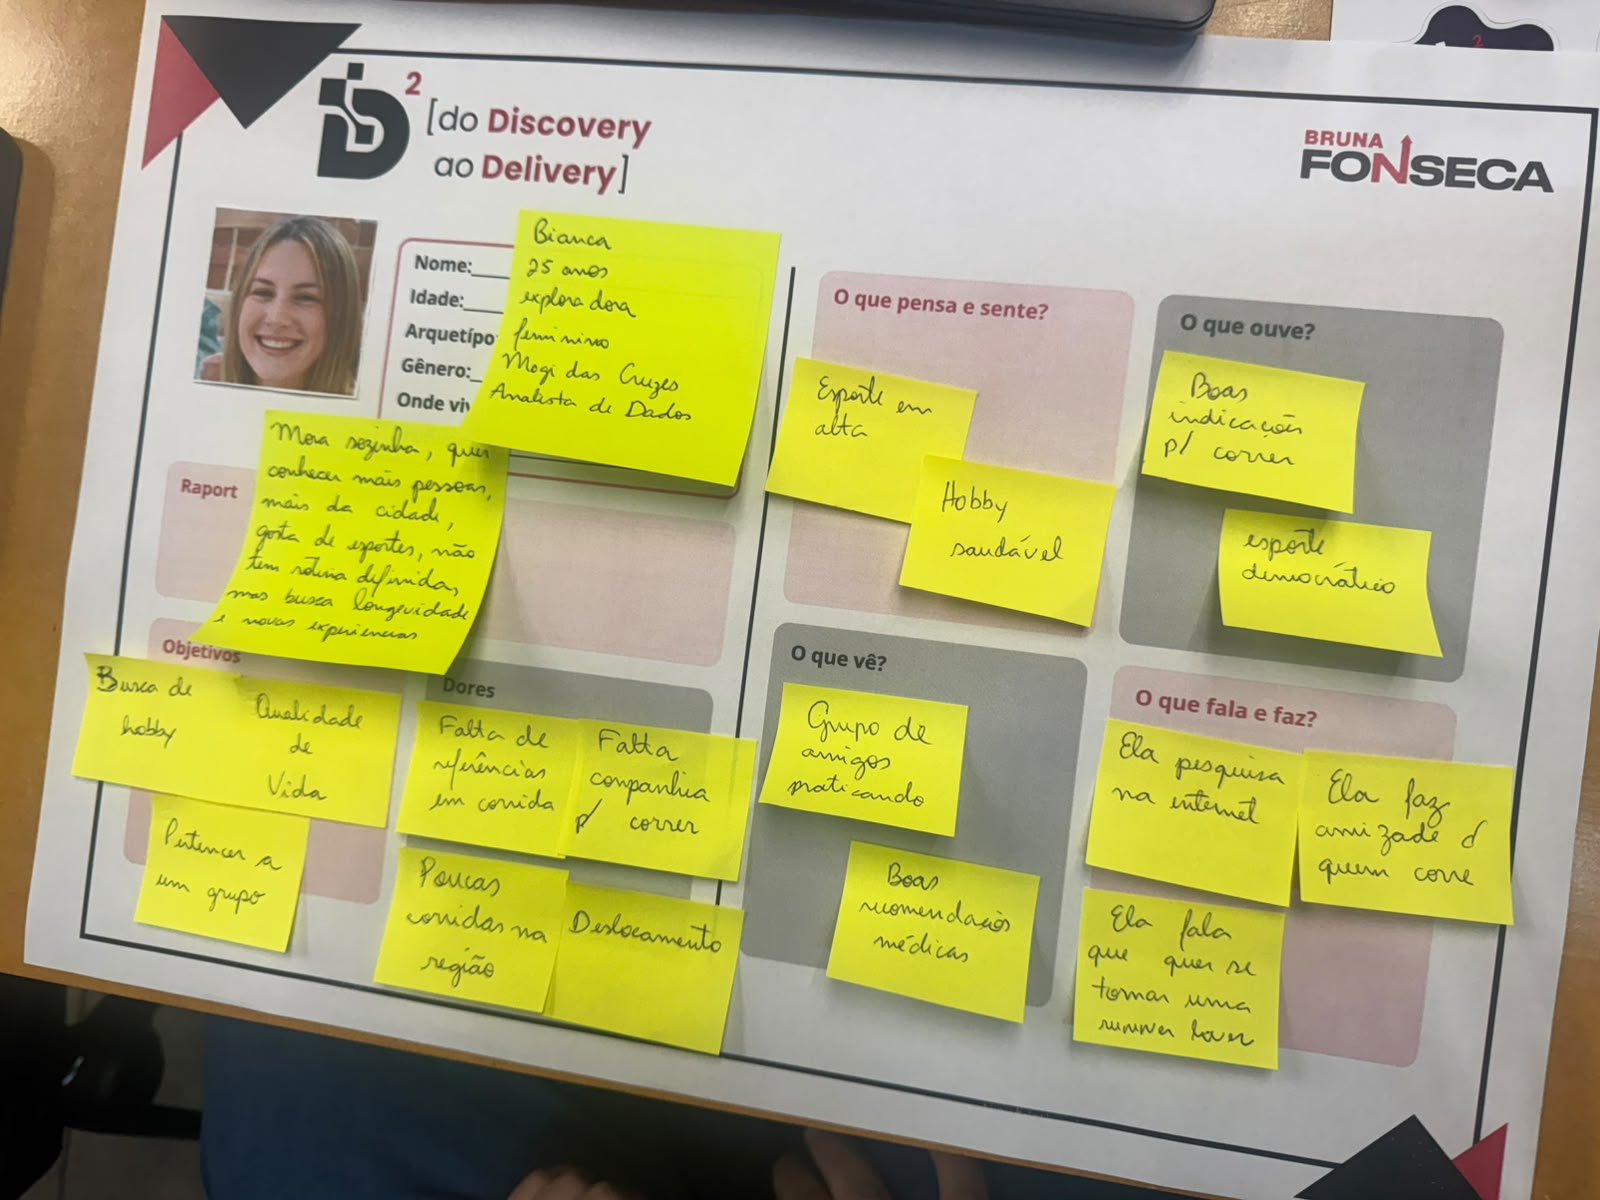 D²
[do Discovery
ao Delivery]
BRUNA
FONSECA
Nome:
Idade:
Arquetípo
Gênero:
Onde viv
Bianca
25 anos
exploradora
feminino
Mogi das Cruzes
Analista de Dados
Raport
Mora sozinha, quer
conhecer mais pessoas,
mais da cidade,
gosta de esportes, não
tem rotina definida,
mas busca longevidade
e novas experiencias
Objetivos
Busca de
hobby
Qualidade
de
Vida
Pertencer a
um grupo
Dores
Falta de
referências
em corrida
Falta
companhia
p/ correr
Poucas
corridas na
região
Deslocamento
O que pensa e sente?
Esporte em
alta
Hobby
saudável
O que ouve?
Boas
indicações
p/ correr
esporte
democrático
O que vê?
Grupo de
amigos
praticando
Boas
recomendações
médicas
O que fala e faz?
Ela pesquisa
na internet
Ela faz
amizade c/
quem corre
Ela fala
que quer se
tornar uma
runner lover